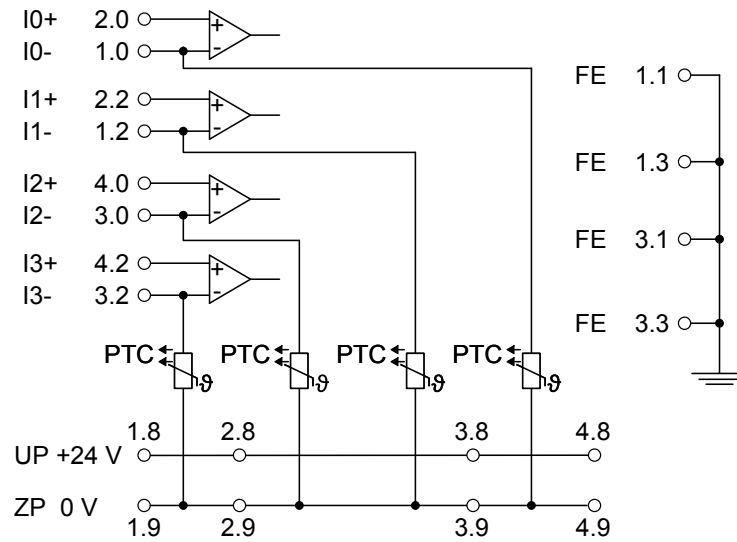 I0+ 2.0 + 
I0- 1.0 -
FE 1.1
I1+ 2.2 +
I1- 1.2 -
FE 1.3
I2+ 4.0 +
I2- 3.0 -
FE 3.1
I3+ 4.2 +
I3- 3.2 -
FE 3.3
PTC ϑ PTC ϑ PTC ϑ PTC ϑ
1.8 2.8 3.8 4.8
UP +24 V
ZP 0 V
1.9 2.9 3.9 4.9